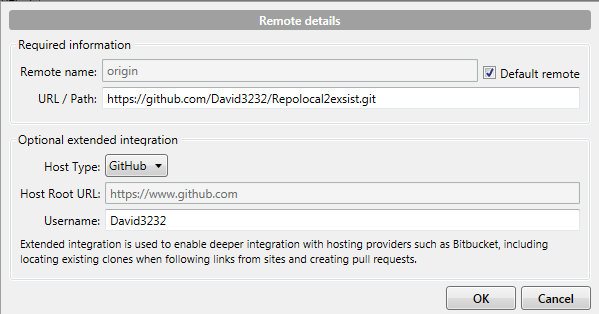 Remote details
Required information
Remote name: origin Default remote
URL / Path: https://github.com/David3232/Repolocal2exsist.git
Optional extended integration
Host Type: GitHub
Host Root URL: https://www.github.com
Username: David3232
Extended integration is used to enable deeper integration with hosting providers such as Bitbucket, including
locating existing clones when following links from sites and creating pull requests.
OK Cancel